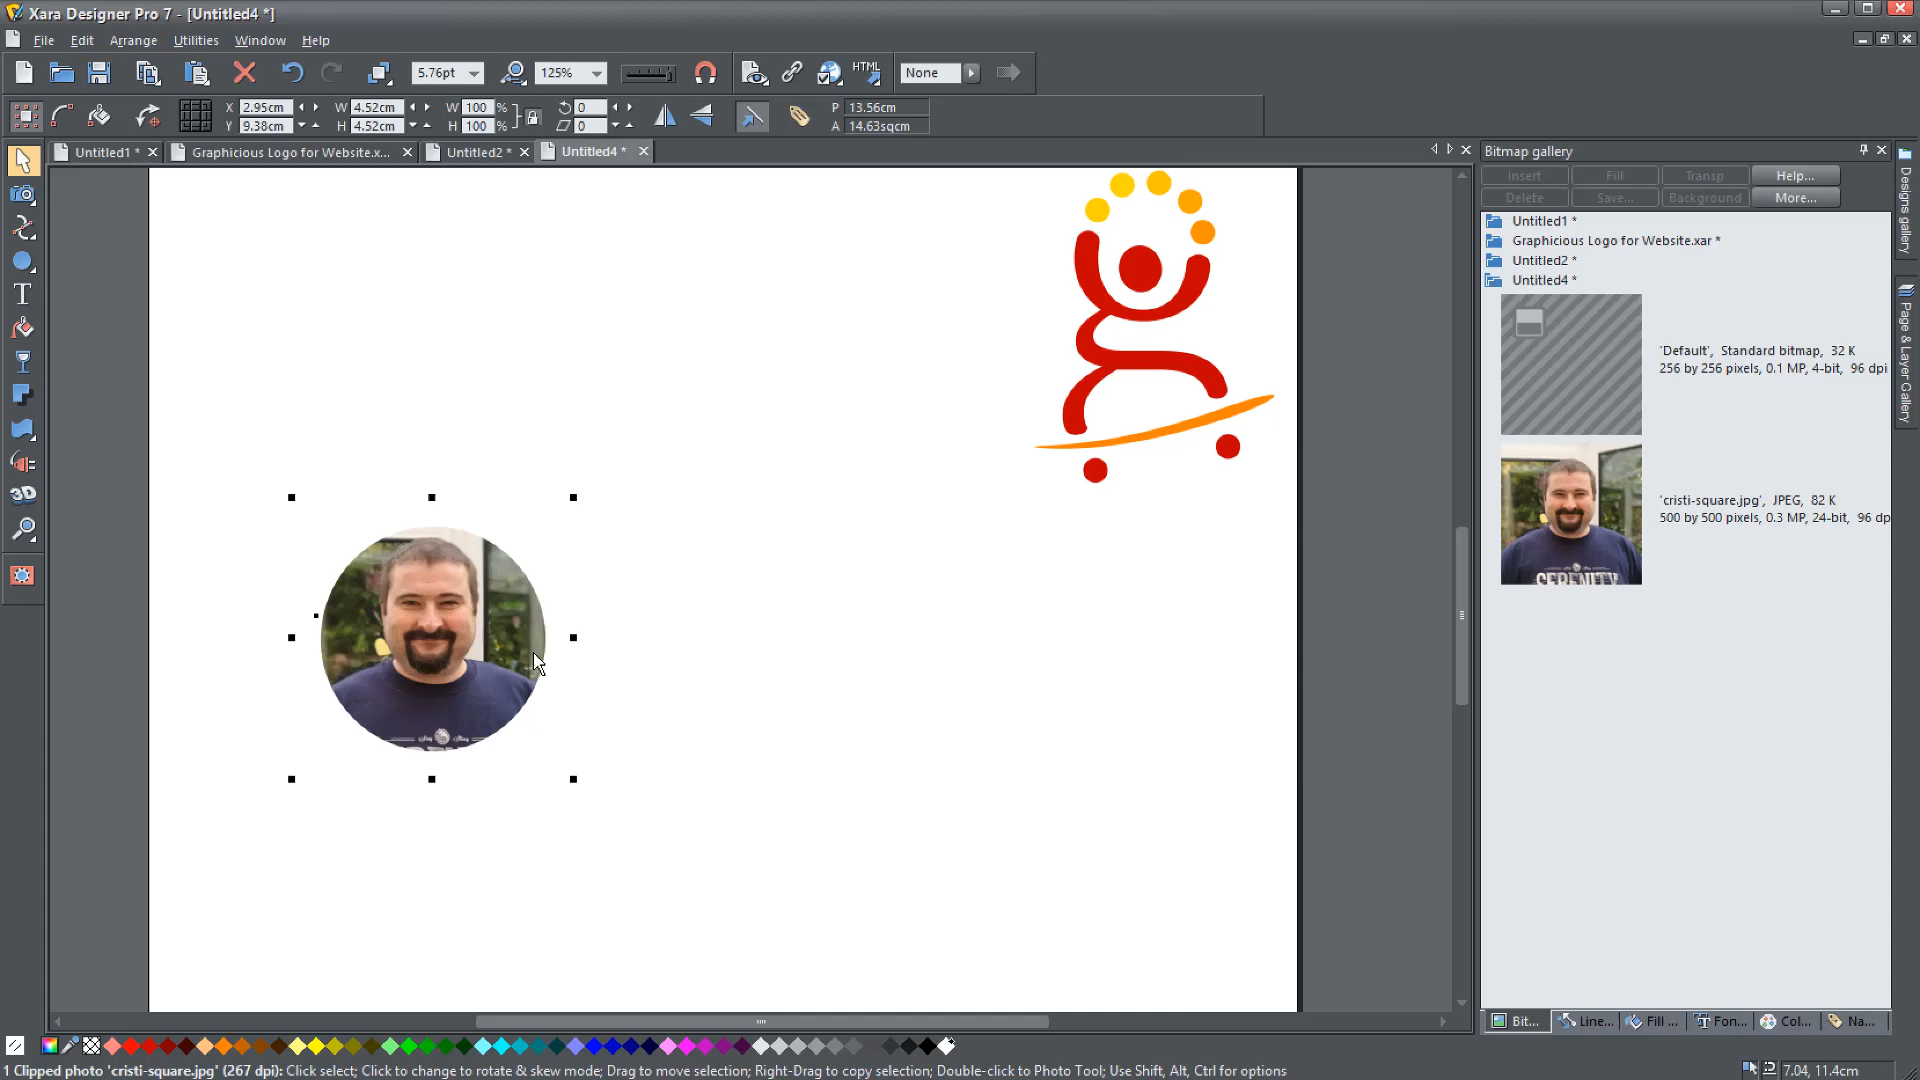 Xara Designer Pro 7 - [Untitled4 *]
File Edit Arrange Utilities Window Help
5.76pt 125% HTML None
X 2.95cm W 4.52cm W 100 % 0 P 13.56cm
Y 9.38cm H 4.52cm H 100 % 0 A 14.63sqcm
Untitled1 * Graphicious Logo for Website.x... Untitled2 * Untitled4 *
Bitmap gallery
Insert Fill Transp Help...
Delete Save... Background More...
Untitled1 *
Graphicious Logo for Website.xar *
Untitled2 *
Untitled4 *
'Default', Standard bitmap, 32 K
256 by 256 pixels, 0.1 MP, 4-bit, 96 dpi
'cristi-square.jpg', JPEG, 82 K
500 by 500 pixels, 0.3 MP, 24-bit, 96 dp
SERENITY
Designs gallery
Page & Layer Gallery
T
3D
Bit... Line... Fill ... Fon... Col... Na...
1 Clipped photo 'cristi-square.jpg' (267 dpi): Click select; Click to change to rotate & skew mode; Drag to move selection; Right-Drag to copy selection; Double-click to Photo Tool; Use Shift, Alt, Ctrl for options
7.04, 11.4cm